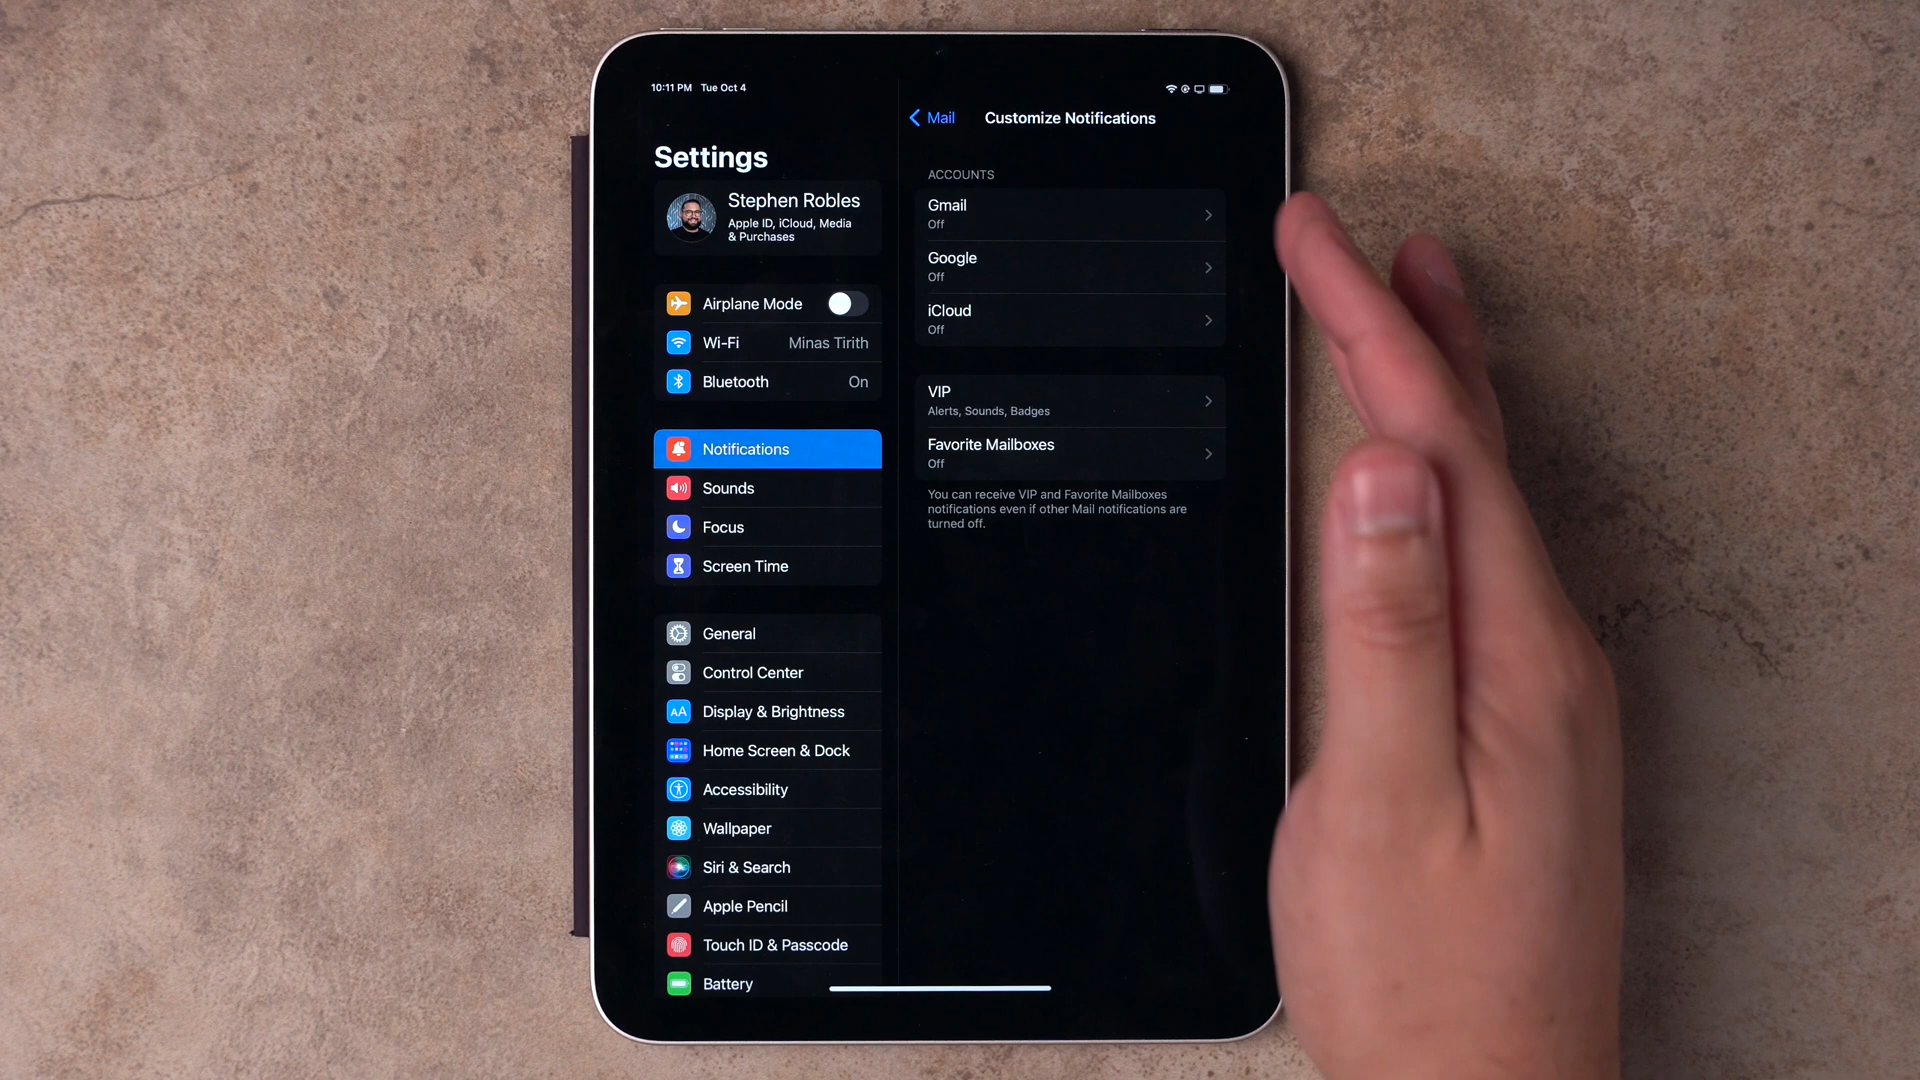 10:11 PM Tue Oct 4
Settings
Stephen Robles
Apple ID, iCloud, Media
& Purchases
Airplane Mode
Wi-Fi Minas Tirith
Bluetooth On
Notifications
Sounds
Focus
Screen Time
General
Control Center
AA Display & Brightness
Home Screen & Dock
Accessibility
Wallpaper
Siri & Search
Apple Pencil
Touch ID & Passcode
Battery
Mail Customize Notifications
ACCOUNTS
Gmail
Off
Google
Off
iCloud
Off
VIP
Alerts, Sounds, Badges
Favorite Mailboxes
Off
You can receive VIP and Favorite Mailboxes
notifications even if other Mail notifications are
turned off.